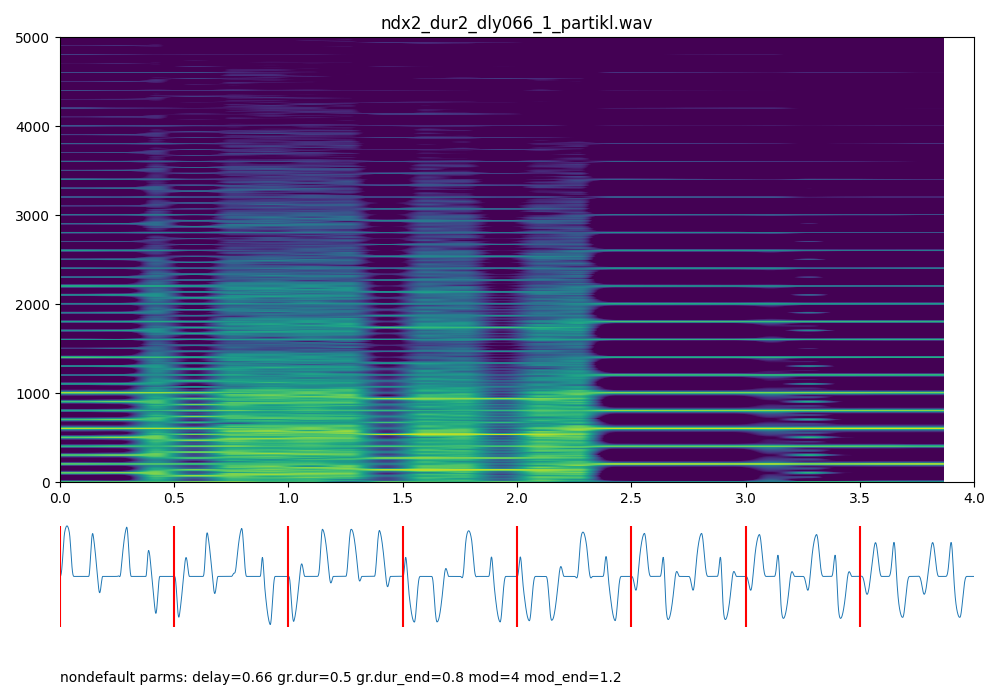 ndx2_dur2_dly066_1_partikl.wav
5000
4000
3000
2000
1000
0
0.0 0.5 1.0 1.5 2.0 2.5 3.0 3.5 4.0
nondefault parms: delay=0.66 gr.dur=0.5 gr.dur_end=0.8 mod=4 mod_end=1.2